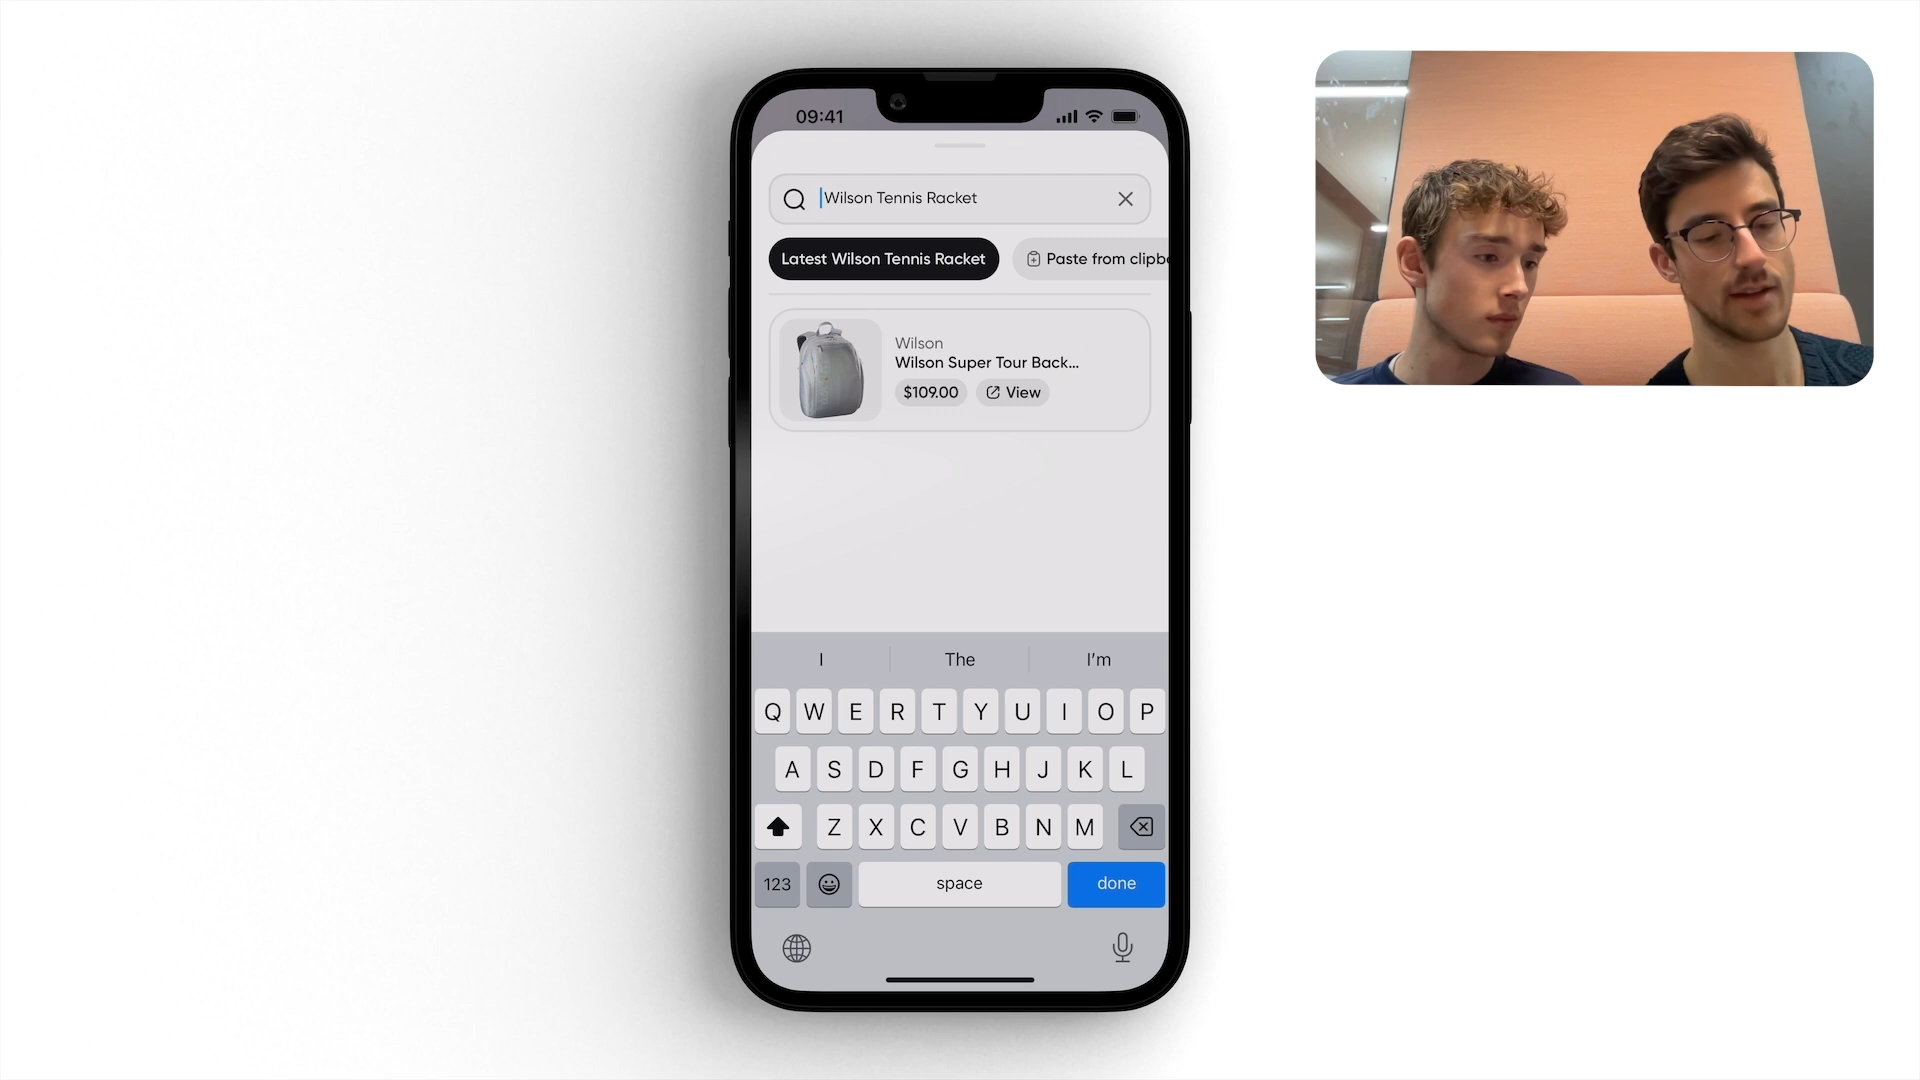 09:41
Wilson Tennis Racket
Latest Wilson Tennis Racket
Paste from clipbo
Wilson
Wilson Super Tour Back...
$109.00
View
I
The
I'm
Q W E R T Y U I O P
A S D F G H J K L
Z X C V B N M
123
space
done